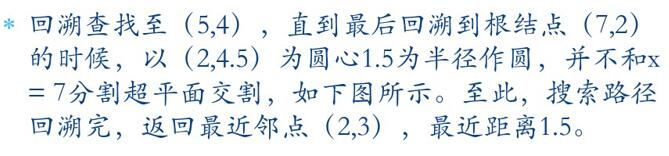 * 回溯查找至（5,4），直到最后回溯到根结点（7,2）
的时候，以（2,4.5）为圆心1.5为半径作圆，并不和x
= 7分割超平面交割，如下图所示。至此，搜索路径
回溯完，返回最近邻点（2,3），最近距离1.5。